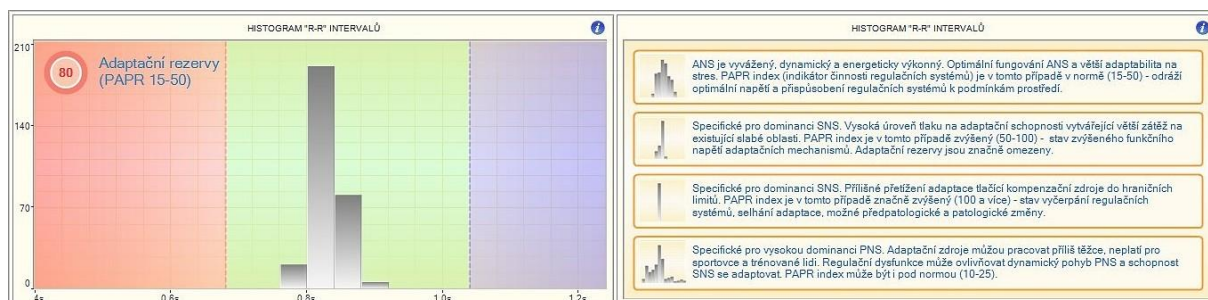 HISTOGRAM "R-R" INTERVALŮ
i
210
140
70
0
80
Adaptační rezervy
(PAPR 15-50)
.4s
0.6s
0.8s
1.0s
1.2s
HISTOGRAM "R-R" INTERVALŮ
i
ANS je vyvážený, dynamický a energeticky výkonný. Optimální fungování ANS a větší adaptabilita na
stres. PAPR index (indikátor činnosti regulačních systémů) je v tomto případě v normě (15-50) - odráží
optimální napětí a přispůsobení regulačních systémů k podmínkám prostředí.
Specifické pro dominanci SNS. Vysoká úroveň tlaku na adaptační schopnosti vytvářející větší zátěž na
existující slabé oblasti. PAPR index je v tomto případě zvýšený (50-100) - stav zvýšeného funkčního
napětí adaptačních mechanismů. Adaptační rezervy jsou značně omezeny.
Specifické pro dominanci SNS. Přílišné přetížení adaptace tlačící kompenzační zdroje do hraničních
limitů. PAPR index je v tomto případě značně zvýšený (100 a více) - stav vyčerpání regulačních
systémů, selhání adaptace, možné předpatologické a patologické změny.
Specifické pro vysokou dominanci PNS. Adaptační zdroje můžou pracovat příliš těžce, neplatí pro
sportovce a trénované lidi. Regulační dysfunkce může ovlivňovat dynamický pohyb PNS a schopnost
SNS se adaptovat. PAPR index může být i pod normou (10-25).